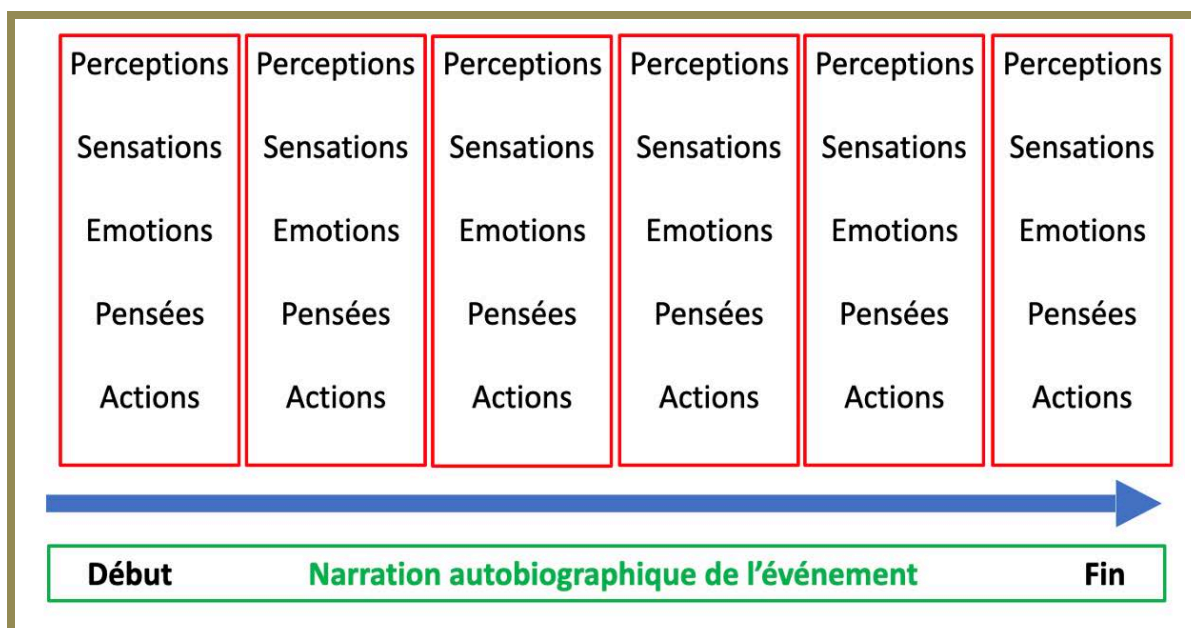 Perceptions Perceptions Perceptions Perceptions Perceptions Perceptions
Sensations Sensations Sensations Sensations Sensations Sensations
Emotions Emotions Emotions Emotions Emotions Emotions
Pensées Pensées Pensées Pensées Pensées Pensées
Actions Actions Actions Actions Actions Actions
Début Narration autobiographique de l'événement Fin